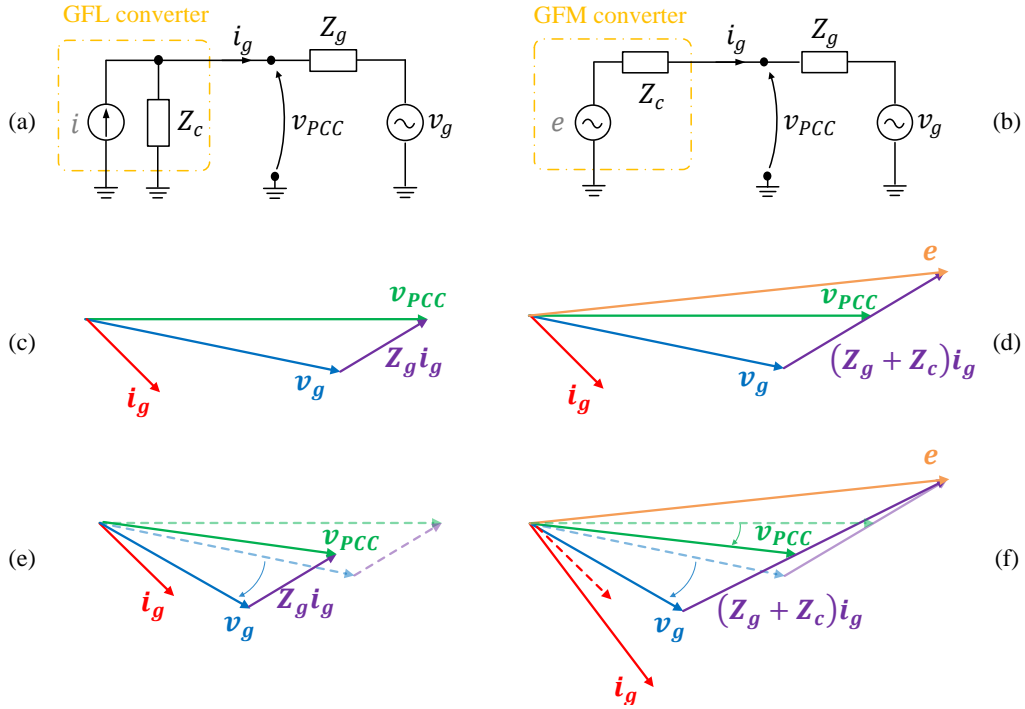 GFL converter
GFM converter
(a)
i
Z_c
i_g
Z_g
v_PCC
v_g
e
Z_c
i_g
Z_g
v_PCC
v_g
(b)
(c)
v_PCC
Z_g i_g
v_g
i_g
e
v_PCC
(Z_g + Z_c)i_g
v_g
i_g
(d)
(e)
v_PCC
Z_g i_g
i_g
v_g
e
v_PCC
(Z_g + Z_c)i_g
v_g
i_g
(f)